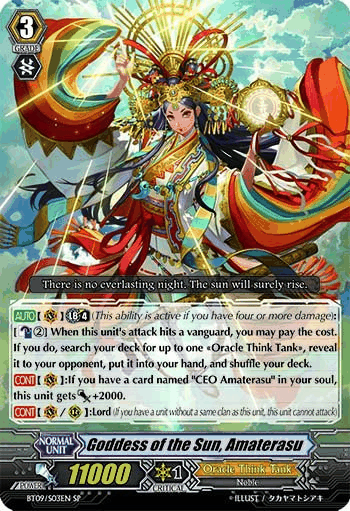 3
GRADE
There is no everlasting night. The sun will surely rise.
AUTO [ ] LB 4 (This ability is active if you have four or more damage):
[ ② ] When this unit's attack hits a vanguard, you may pay the cost.
If you do, search your deck for up to one «Oracle Think Tank», reveal
it to your opponent, put it into your hand, and shuffle your deck.
CONT [ ]:If you have a card named "CEO Amaterasu" in your soul,
this unit gets +2000.
CONT [ / ]:Lord (If you have a unit without a same clan as this unit, this unit cannot attack)
NORMAL
UNIT
Goddess of the Sun, Amaterasu
POWER
11000
1
CRITICAL
Oracle Think Tank
Noble
BT09/S03EN SP
ILLUST / タカヤマトシアキ